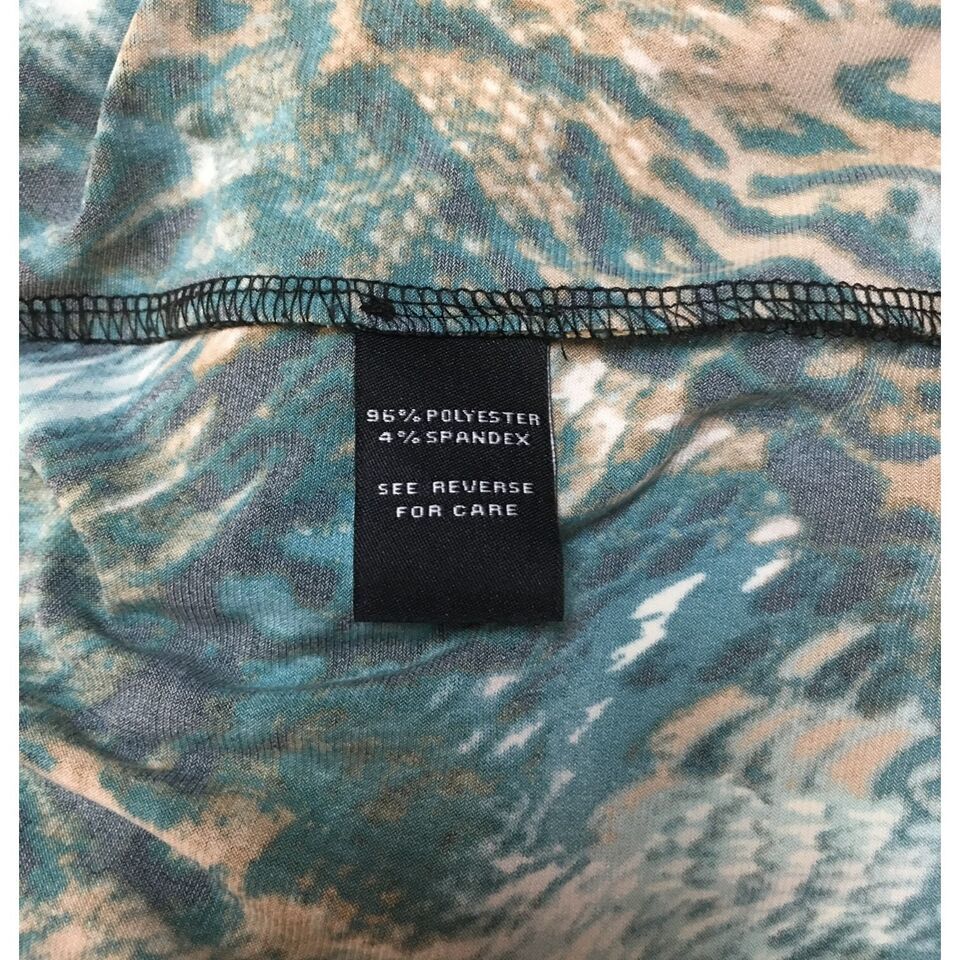 96% POLYESTER
4% SPANDEX
SEE REVERSE
FOR CARE